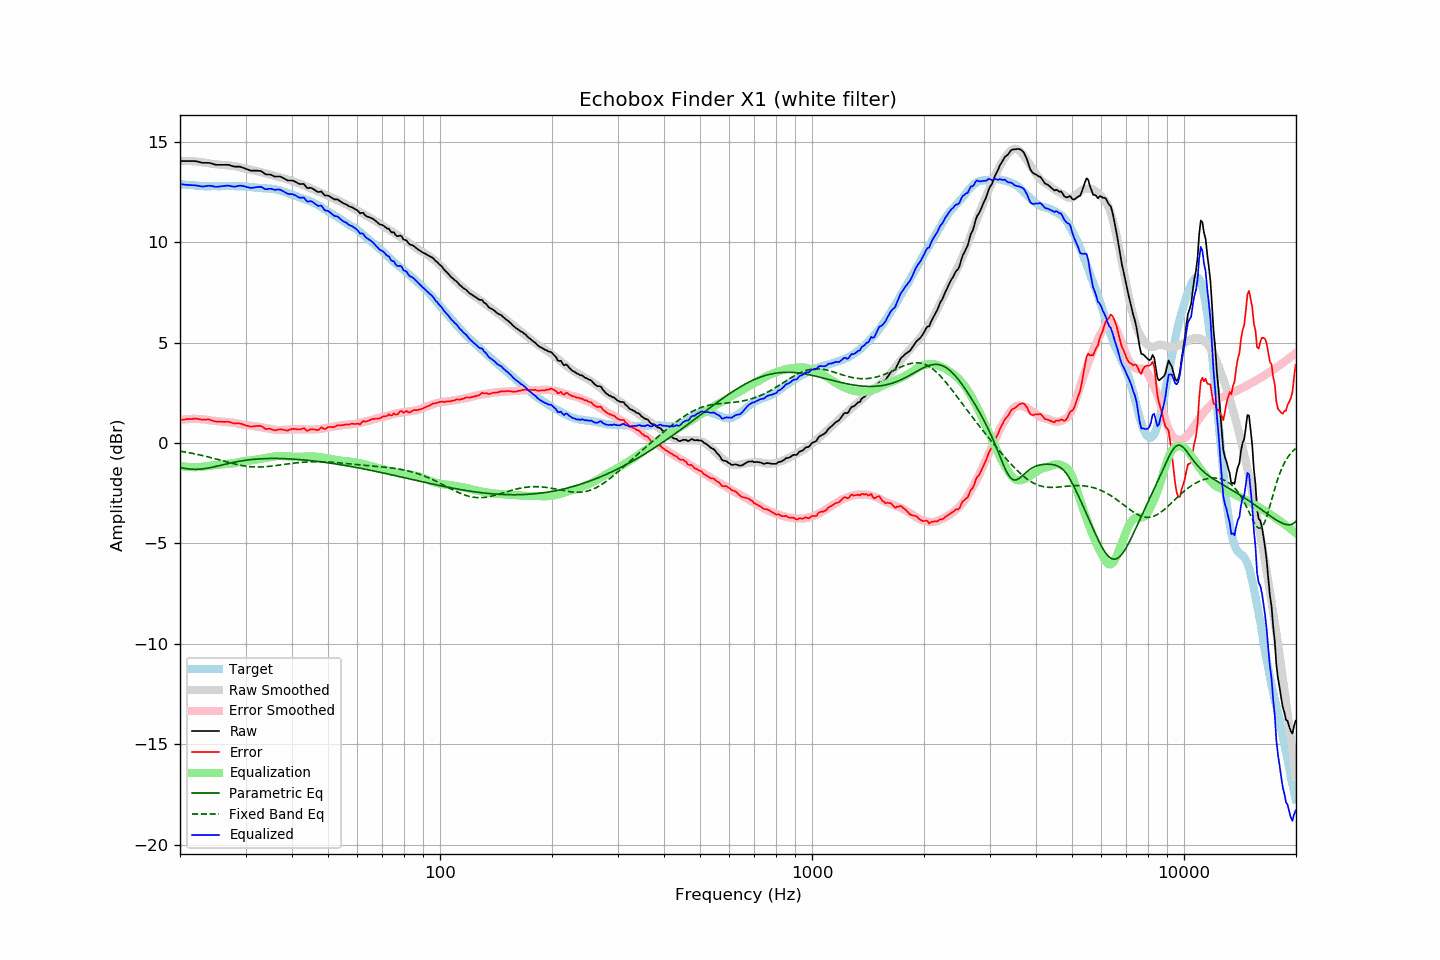 Echobox Finder X1 (white filter)
15
10
5
0
−5
−10
−15
−20
Amplitude (dBr)
Target
Raw Smoothed
Error Smoothed
Raw
Error
Equalization
Parametric Eq
Fixed Band Eq
Equalized
100
1000
10000
Frequency (Hz)